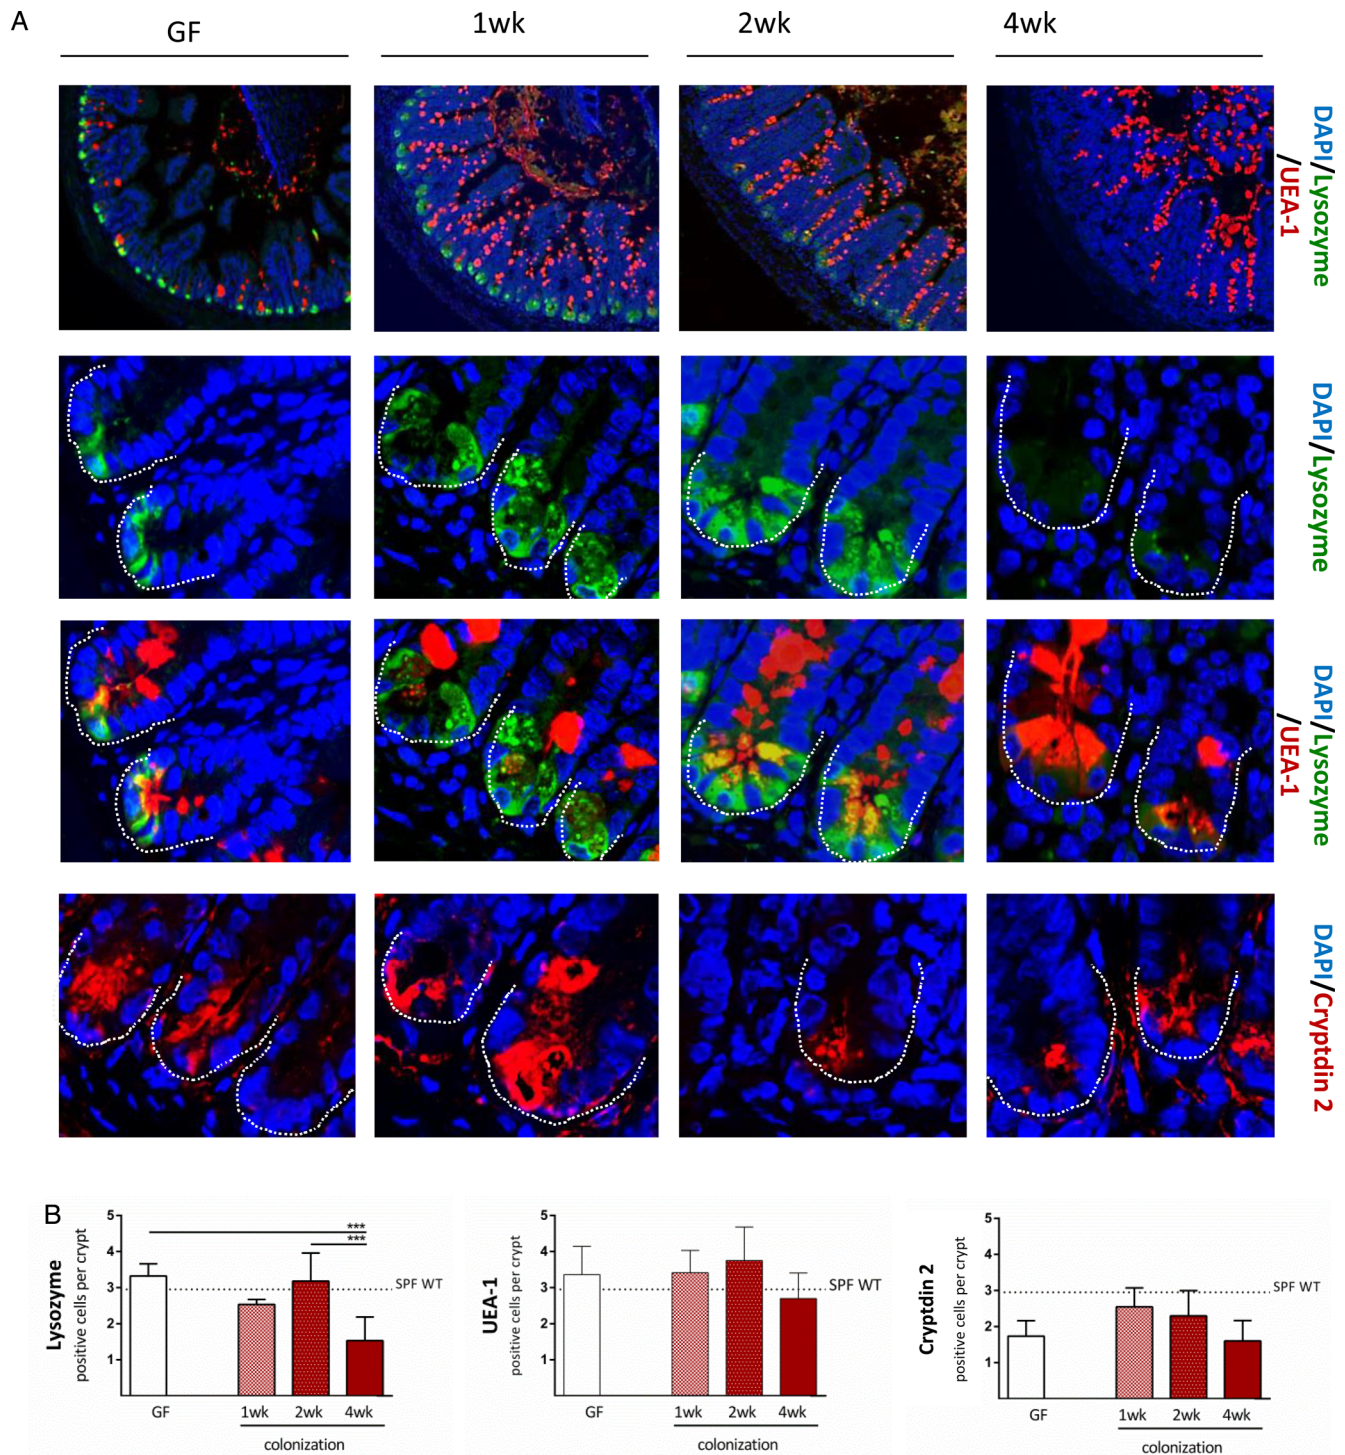 A
GF
1wk
2wk
4wk
DAPI/Lysozyme
/UEA-1
DAPI/Lysozyme
DAPI/Lysozyme
/UEA-1
DAPI/Cryptdin 2
B
Lysozyme
positive cells per crypt
5
4
3
2
1
***
***
SPF WT
GF
1wk
2wk
4wk
colonization
UEA-1
positive cells per crypt
5
4
3
2
1
SPF WT
GF
1wk
2wk
4wk
colonization
Cryptdin 2
positive cells per crypt
5
4
3
2
1
SPF WT
GF
1wk
2wk
4wk
colonization